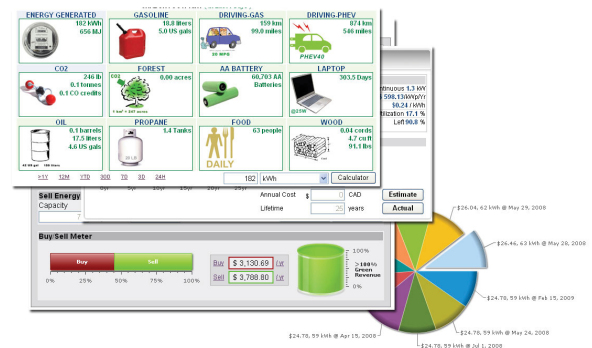 ENERGY GENERATED GASOLINE DRIVING-GAS DRIVING-PHEV
182 kWh
656 MJ
18.8 liters
5.0 US gals
159 km
99.0 miles
30 MPG
874 km
546 miles
PHEV40
CO2 FOREST AA BATTERY LAPTOP
246 lb
0.1 tonnes
0.1 CO credits
CO2
0.00 acres
60,703 AA
Batteries
303.5 Days
@25W
OIL PROPANE FOOD WOOD
0.1 barrels
17.5 liters
4.6 US gals
1.4 Tanks
63 people
DAILY
0.04 cords
4.7 cu ft
91.1 lbs
>1Y 12M YTD 30D 7D 3D 24H
182 kWh Calculator
ntinuous 1.3 kW
598.13/kWp/Yr
$0.24 / kWh
tilization 17.1 %
Left 90.8 %
Annual Cost $ 0 CAD Estimate
Lifetime 25 years Actual
Sell Energy
Capacity
7
Buy/Sell Meter
Buy Sell
0% 25% 50% 75% 100%
Buy $ 3,130.69 / yr
Sell $ 3,788.80 / yr
100%
>100%
Green
Revenue
0%
$26.04, 62 kWh @ May 29, 2008
$26.46, 63 kWh @ May 28, 2008
$24.78, 59 kWh @ Feb 15, 2009
$24.78, 59 kWh @ May 24, 2008
$24.78, 59 kWh @ Jul 1, 2008
$24.78, 59 kWh @ Apr 15, 2008